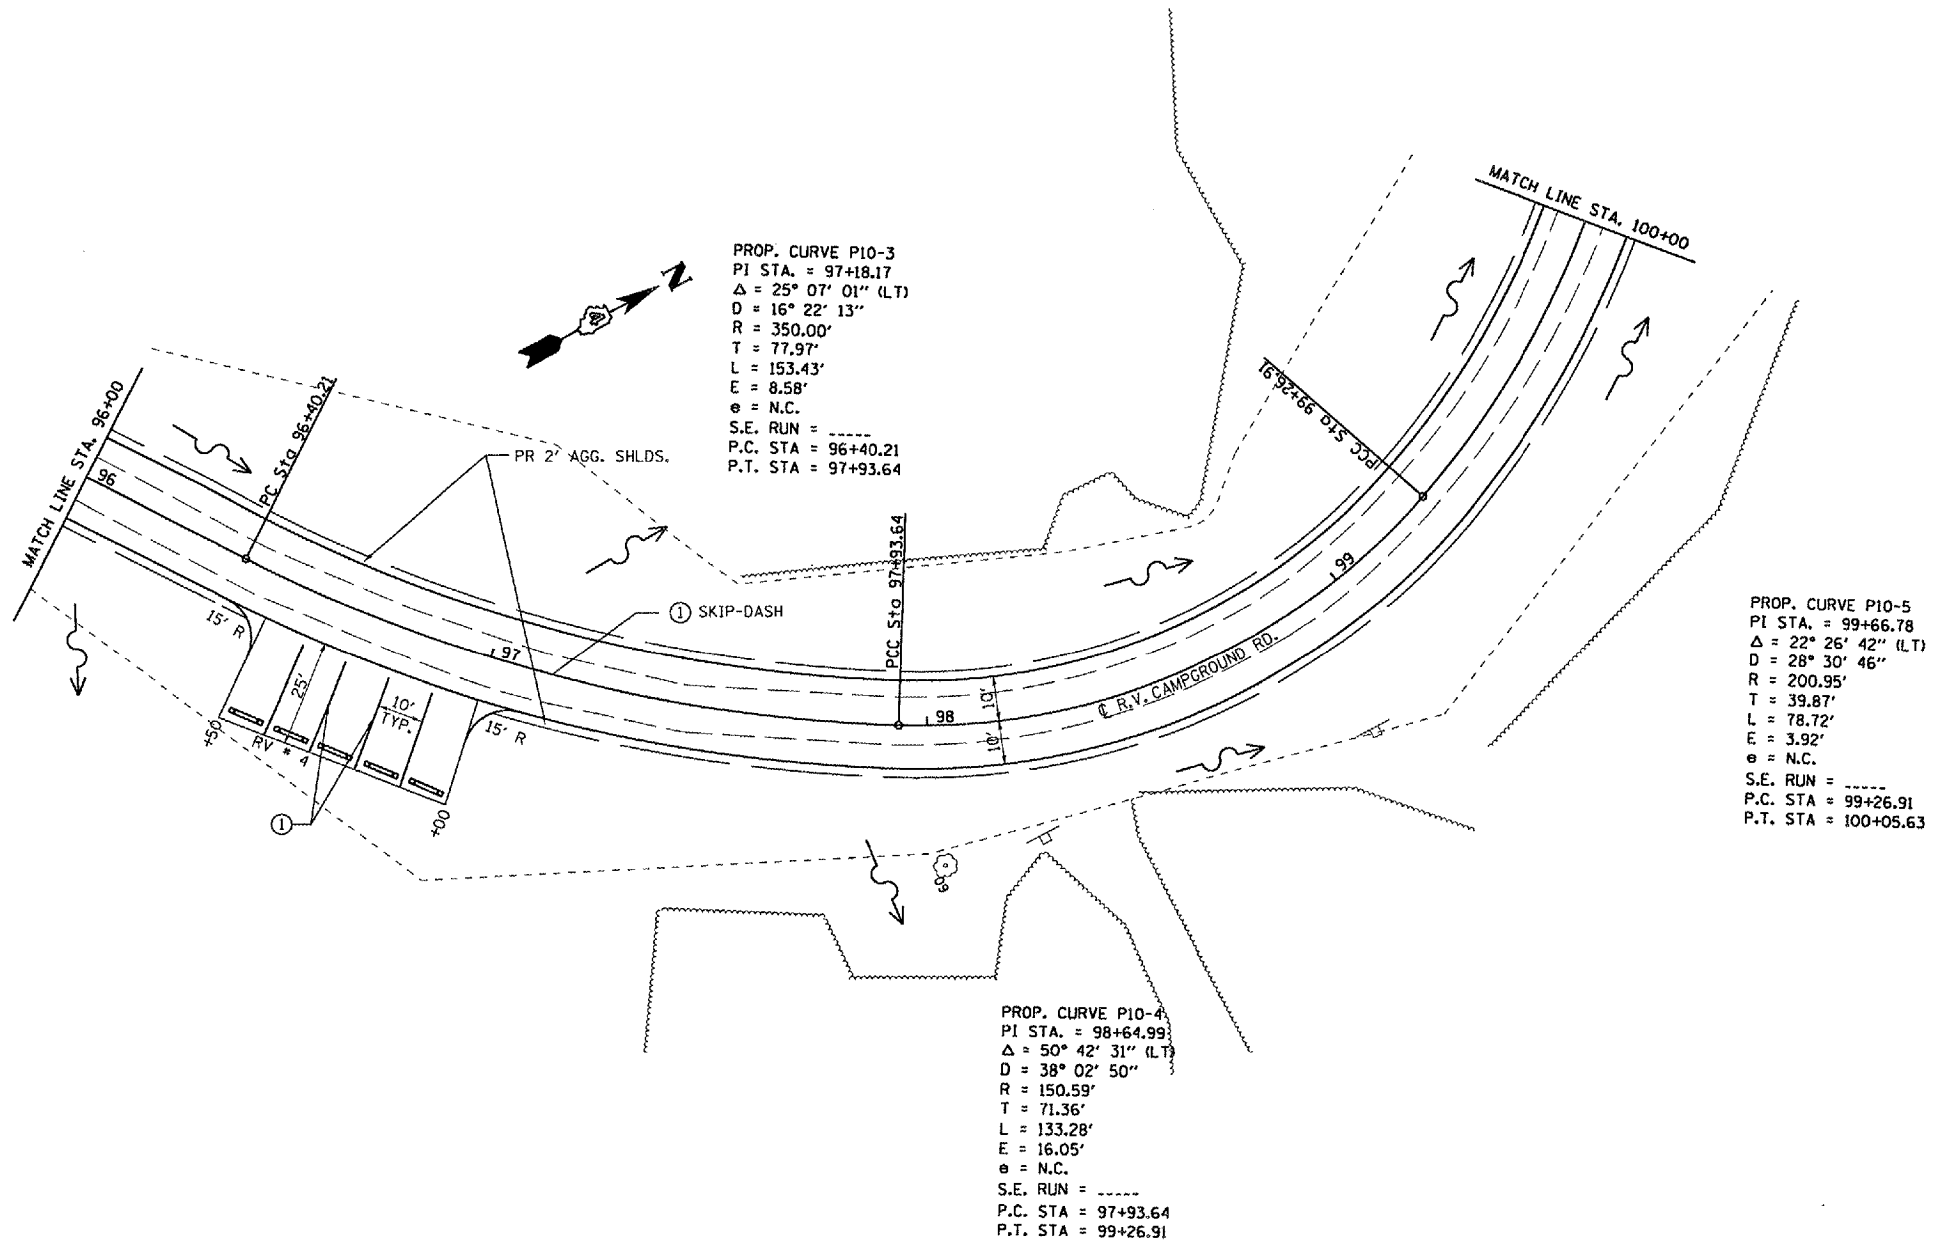 MATCH LINE STA. 96+00
96
PC Sta 96+40.21
N
PROP. CURVE P10-3
PI STA. = 97+18.17
Δ = 25° 07' 01" (LT)
D = 16° 22' 13"
R = 350.00'
T = 77.97'
L = 153.43'
E = 8.58'
e = N.C.
S.E. RUN = -----
P.C. STA = 96+40.21
P.T. STA = 97+93.64
PR 2' AGG. SHLDS.
1 SKIP-DASH
15' R
97
25'
10'
TYP.
+50
RV # 4
+00
15' R
1
PCC Sta 97+93.64
98
10'
10'
℄ R.V. CAMPGROUND RD.
99
PCC Sta 99+26.91
MATCH LINE STA. 100+00
60
PROP. CURVE P10-5
PI STA. = 99+66.78
Δ = 22° 26' 42" (LT)
D = 28° 30' 46"
R = 200.95'
T = 39.87'
L = 78.72'
E = 3.92'
e = N.C.
S.E. RUN = -----
P.C. STA = 99+26.91
P.T. STA = 100+05.63
PROP. CURVE P10-4
PI STA. = 98+64.99
Δ = 50° 42' 31" (LT)
D = 38° 02' 50"
R = 150.59'
T = 71.36'
L = 133.28'
E = 16.05'
e = N.C.
S.E. RUN = -----
P.C. STA = 97+93.64
P.T. STA = 99+26.91